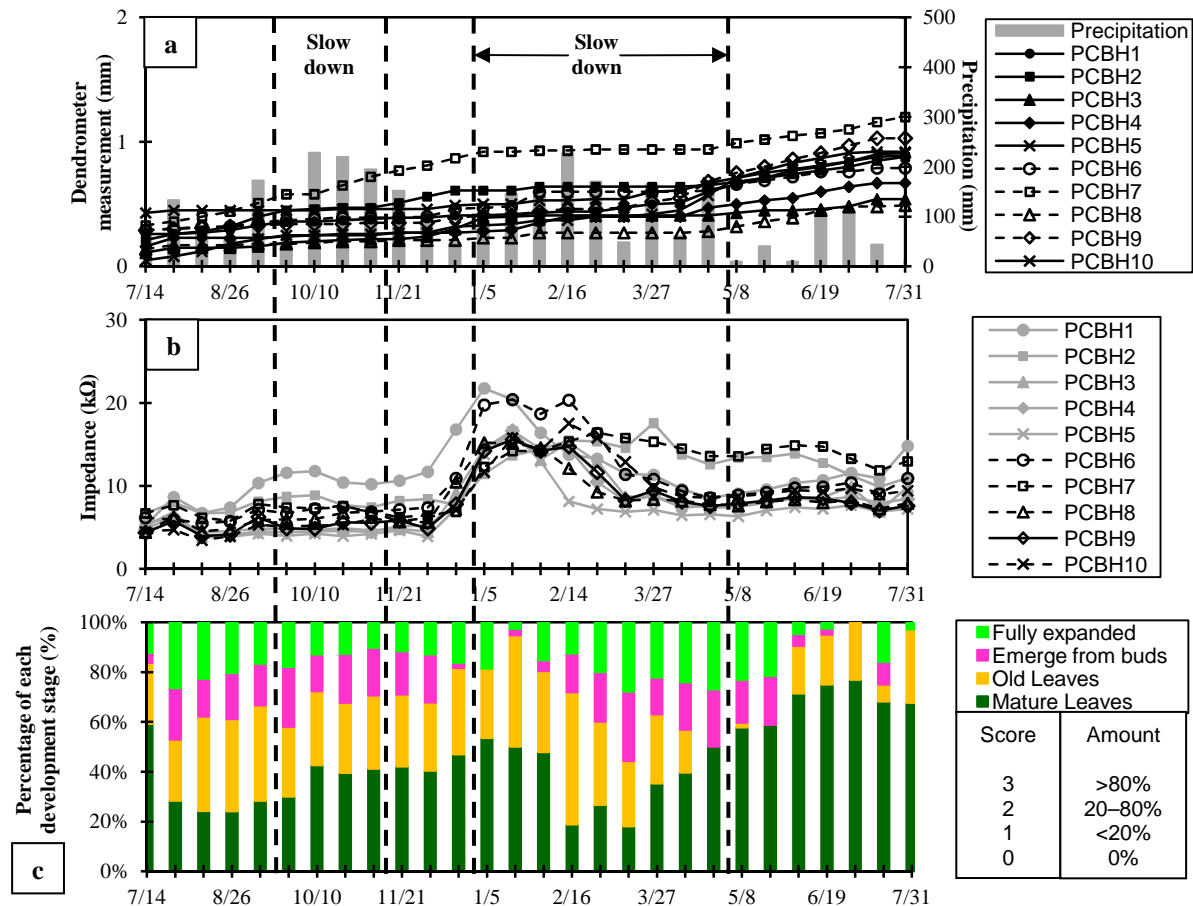 a
Dendrometer
measurement (mm)
2
1
0
Slow
down
Slow
down
500
400
300
200
100
0
Precipitation
(mm)
7/14
8/26
10/10
11/21
1/5
2/16
3/27
5/8
6/19
7/31
Precipitation
PCBH1
PCBH2
PCBH3
PCBH4
PCBH5
PCBH6
PCBH7
PCBH8
PCBH9
PCBH10
b
Impedance (kΩ)
30
20
10
0
7/14
8/26
10/10
11/21
1/5
2/14
3/27
5/8
6/19
7/31
PCBH1
PCBH2
PCBH3
PCBH4
PCBH5
PCBH6
PCBH7
PCBH8
PCBH9
PCBH10
c
Percentage of each
development stage (%)
100%
80%
60%
40%
20%
0%
7/14
8/26
10/10
11/21
1/5
2/16
3/27
5/8
6/19
7/31
Fully expanded
Emerge from buds
Old Leaves
Mature Leaves
Score Amount
3 >80%
2 20–80%
1 <20%
0 0%